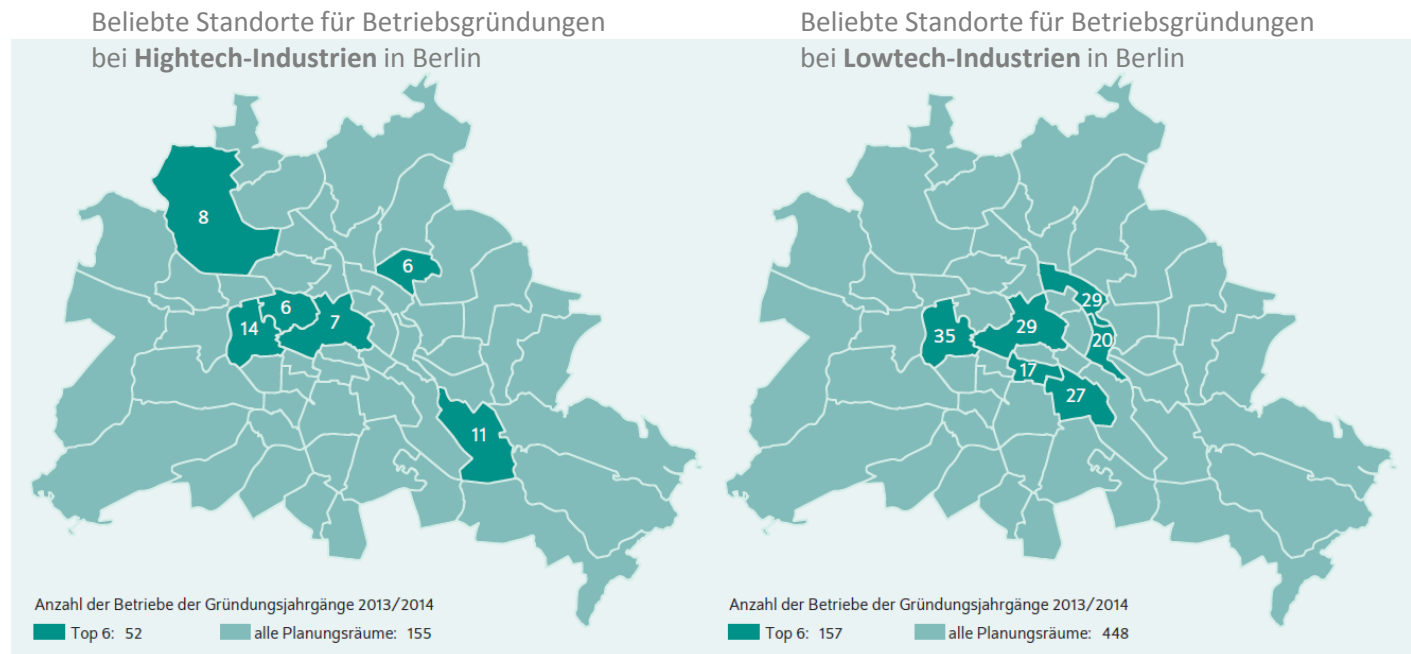 Beliebte Standorte für Betriebsgründungen
bei Hightech-Industrien in Berlin
8
6
6
14
7
11
Anzahl der Betriebe der Gründungsjahrgänge 2013/2014
Top 6: 52 alle Planungsräume: 155
Beliebte Standorte für Betriebsgründungen
bei Lowtech-Industrien in Berlin
29
35
29
20
17
27
Anzahl der Betriebe der Gründungsjahrgänge 2013/2014
Top 6: 157 alle Planungsräume: 448